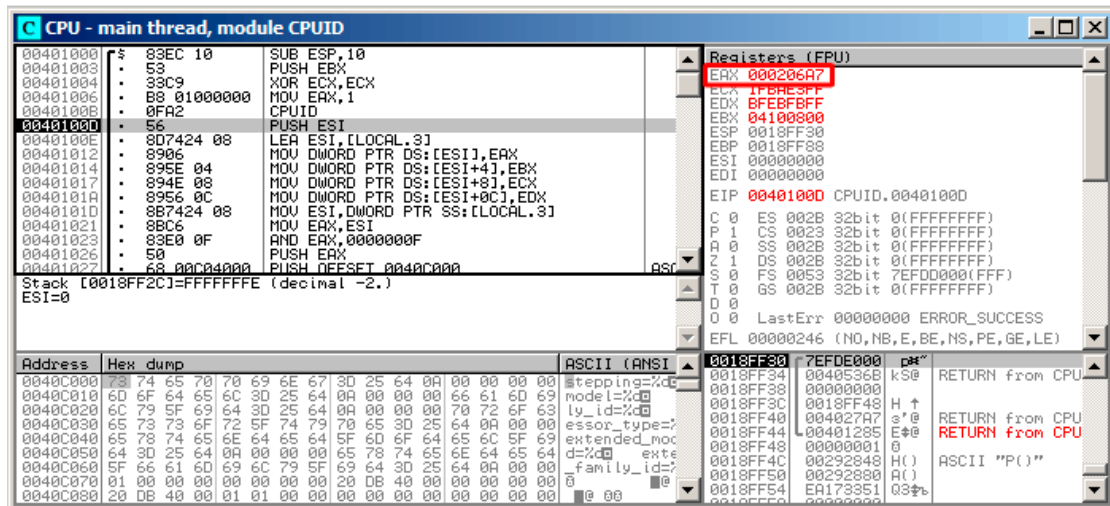 C CPU - main thread, module CPUID
00401000 $ 83EC 10 SUB ESP,10
00401003 . 53 PUSH EBX
00401004 . 33C9 XOR ECX,ECX
00401006 . B8 01000000 MOV EAX,1
0040100B . 0FA2 CPUID
0040100D . 56 PUSH ESI
0040100E . 8D7424 08 LEA ESI,[LOCAL.3]
00401012 . 8906 MOV DWORD PTR DS:[ESI],EAX
00401014 . 895E 04 MOV DWORD PTR DS:[ESI+4],EBX
00401017 . 894E 08 MOV DWORD PTR DS:[ESI+8],ECX
0040101A . 8956 0C MOV DWORD PTR DS:[ESI+0C],EDX
0040101D . 8B7424 08 MOV ESI,DWORD PTR SS:[LOCAL.3]
00401021 . 8BC6 MOV EAX,ESI
00401023 . 83E0 0F AND EAX,0000000F
00401026 . 50 PUSH EAX
00401027 . 68 00C04000 PUSH OFFSET 0040C000 ASC
Stack [0018FF2C]=FFFFFFFE (decimal -2.)
ESI=0
Registers (FPU)
EAX 000206A7
ECX 1FBAE3FF
EDX BFEBFBFF
EBX 04100800
ESP 0018FF30
EBP 0018FF88
ESI 00000000
EDI 00000000
EIP 0040100D CPUID.0040100D
C 0 ES 002B 32bit 0(FFFFFFFF)
P 1 CS 0023 32bit 0(FFFFFFFF)
A 0 SS 002B 32bit 0(FFFFFFFF)
Z 1 DS 002B 32bit 0(FFFFFFFF)
S 0 FS 0053 32bit 7EFDD000(FFF)
T 0 GS 002B 32bit 0(FFFFFFFF)
D 0
O 0 LastErr 00000000 ERROR_SUCCESS
EFL 00000246 (NO,NB,E,BE,NS,PE,GE,LE)
Address Hex dump ASCII (ANSI
0040C000 73 74 65 70 70 69 6E 67 3D 25 64 0A 00 00 00 00 stepping=%d
0040C010 6D 6F 64 65 6C 3D 25 64 0A 00 00 00 66 61 6D 69 model=%d fami
0040C020 6C 79 5F 69 64 3D 25 64 0A 00 00 00 70 72 6F 63 ly_id=%d proc
0040C030 65 73 73 6F 72 5F 74 79 70 65 3D 25 64 0A 00 00 essor_type=%
0040C040 65 78 74 65 6E 64 65 64 5F 6D 6F 64 65 6C 5F 69 extended_mod
0040C050 64 3D 25 64 0A 00 00 00 65 78 74 65 6E 64 65 64 d=%d exte
0040C060 5F 66 61 6D 69 6C 79 5F 69 64 3D 25 64 0A 00 00 _family_id=%
0040C070 01 00 00 00 00 00 00 00 20 DB 40 00 00 00 00 00 @
0040C080 20 DB 40 00 01 01 00 00 00 00 00 00 00 00 00 00 @ 00
0018FF30 7EFDE000
0018FF34 0040536B kS@ RETURN from CPU
0018FF38 00000000
0018FF3C 0018FF48 H ↑
0018FF40 004027A7 @ RETURN from CPU
0018FF44 00401285 @ RETURN from CPU
0018FF48 00000001
0018FF4C 00292848 H() ASCII "P()"
0018FF50 00292880 ()
0018FF54 EA173351 Q3